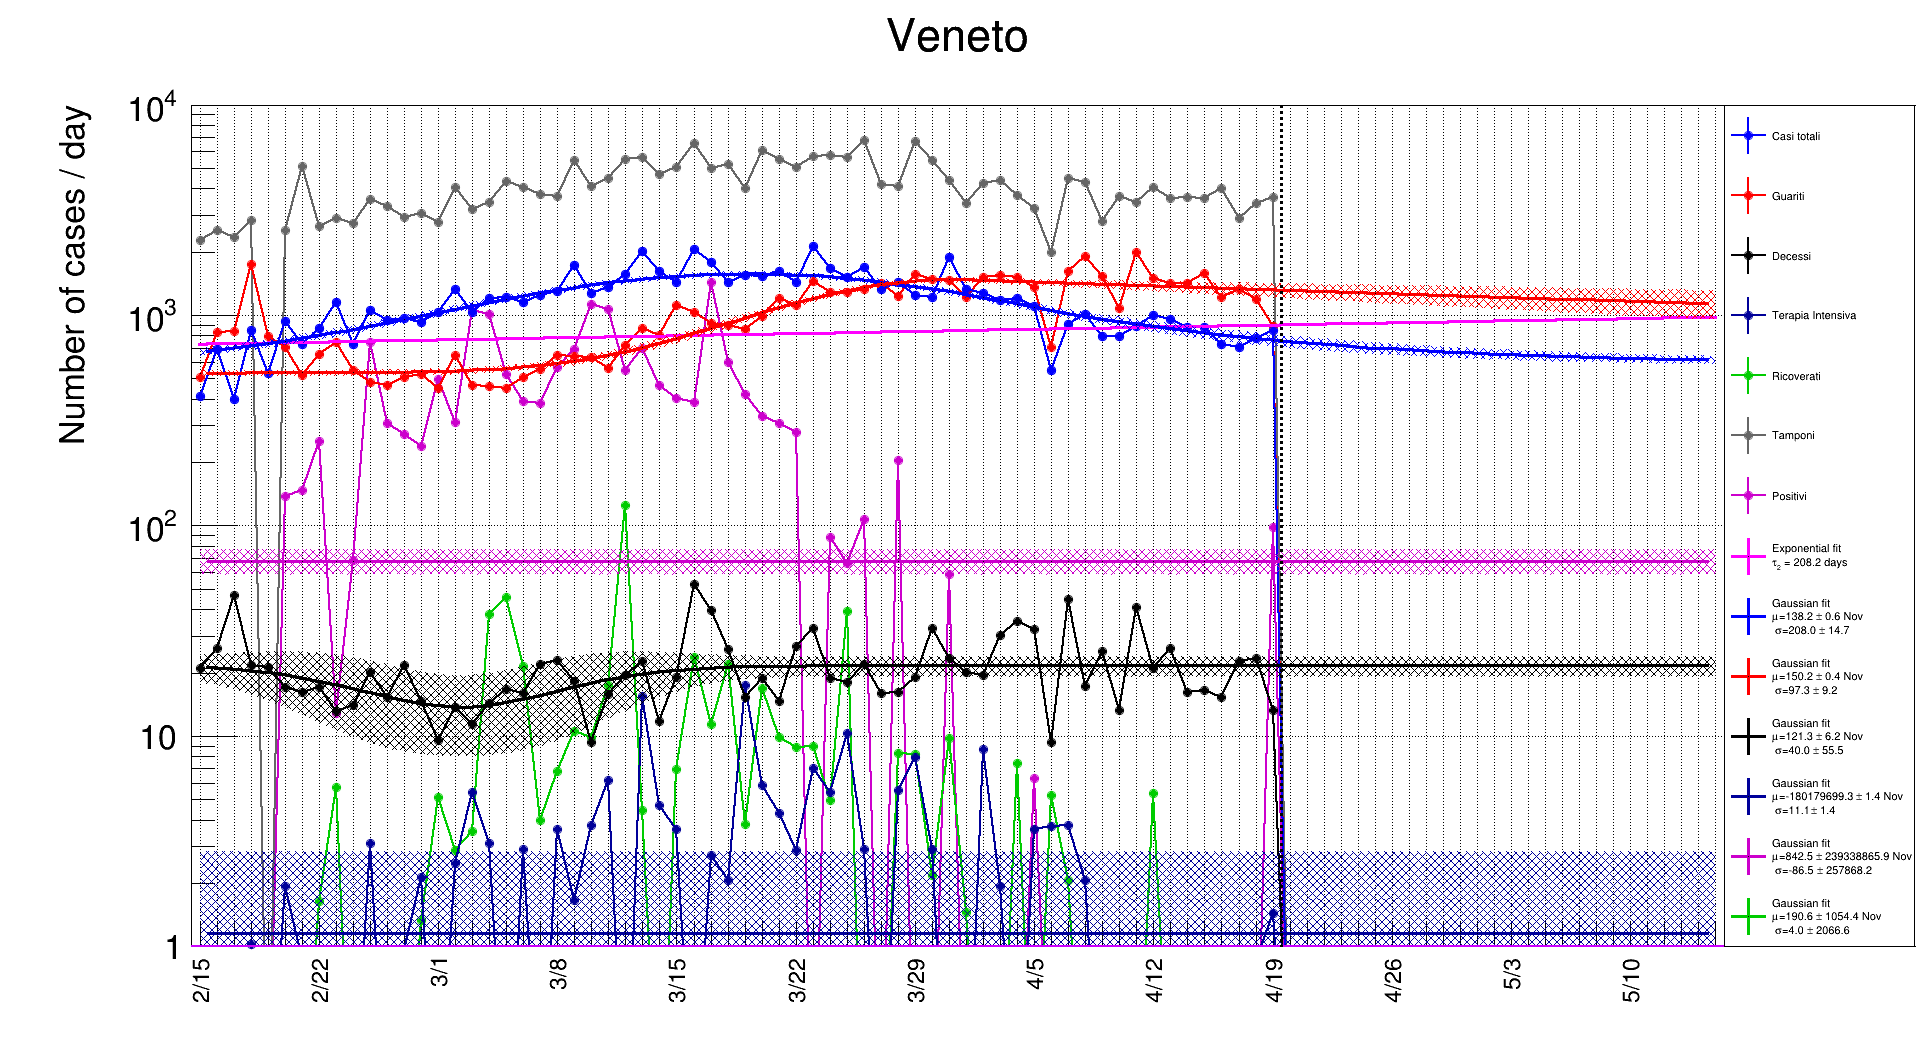 Veneto
Number of cases / day
10^4
10^3
10^2
10
1
2/15
2/22
3/1
3/8
3/15
3/22
3/29
4/5
4/12
4/19
4/26
5/3
5/10
Casi totali
Guariti
Decessi
Terapia Intensiva
Ricoverati
Tamponi
Positivi
Exponential fit
τ₂ = 208.2 days
Gaussian fit
μ=138.2 ± 0.6 Nov
σ=208.0 ± 14.7
Gaussian fit
μ=150.2 ± 0.4 Nov
σ=97.3 ± 9.2
Gaussian fit
μ=121.3 ± 6.2 Nov
σ=40.0 ± 55.5
Gaussian fit
μ=-180179699.3 ± 1.4 Nov
σ=11.1 ± 1.4
Gaussian fit
μ=842.5 ± 239338865.9 Nov
σ=-86.5 ± 257868.2
Gaussian fit
μ=190.6 ± 1054.4 Nov
σ=4.0 ± 2066.6